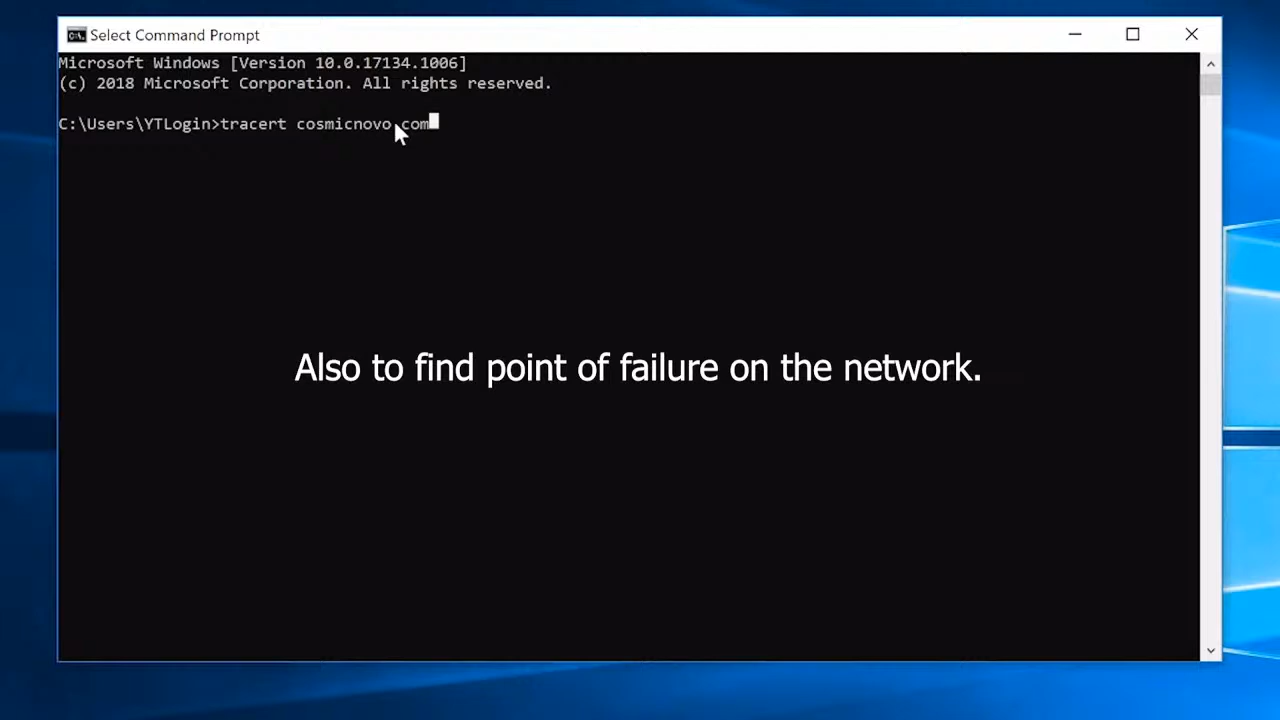 Select Command Prompt
Microsoft Windows [Version 10.0.17134.1006]
(c) 2018 Microsoft Corporation. All rights reserved.
C:\Users\YTLogin>tracert cosmicnovo com
Also to find point of failure on the network.